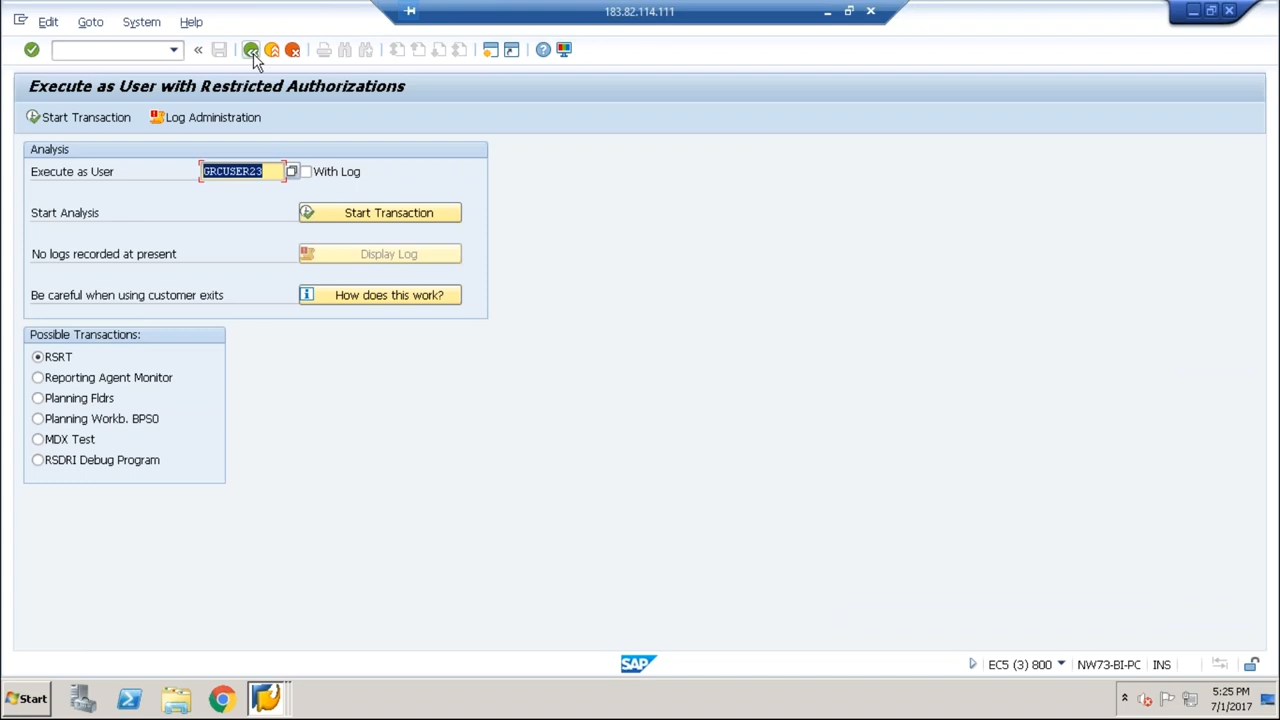 183.82.114.111
Edit Goto System Help
Execute as User with Restricted Authorizations
Start Transaction Log Administration
Analysis
Execute as User GRCUSER23 With Log
Start Analysis Start Transaction
No logs recorded at present Display Log
Be careful when using customer exits How does this work?
Possible Transactions:
RSRT
Reporting Agent Monitor
Planning Fldrs
Planning Workb. BPS0
MDX Test
RSDRI Debug Program
SAP EC5 (3) 800 NW73-BI-PC INS
Start 5:25 PM
7/1/2017